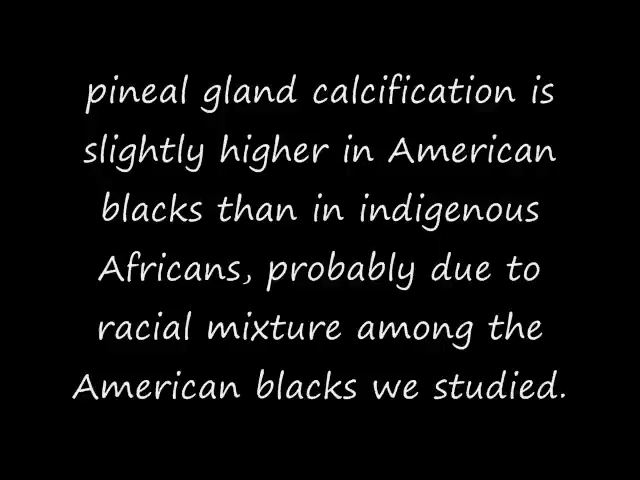 pineal gland calcification is
slightly higher in American
blacks than in indigenous
Africans, probably due to
racial mixture among the
American blacks we studied.